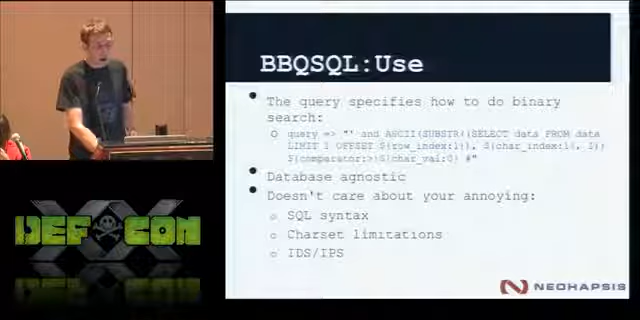 BBQSQL:Use
The query specifies how to do binary
search:
query => "' and ASCII(SUBSTR((SELECT data FROM data
LIMIT 1 OFFSET ${row_index:1}), ${char_index:1}, 1))
${comparator:>}${char_val:0} #"
Database agnostic
Doesn't care about your annoying:
SQL syntax
Charset limitations
IDS/IPS
DEF CON
XX
NEOHAPSIS